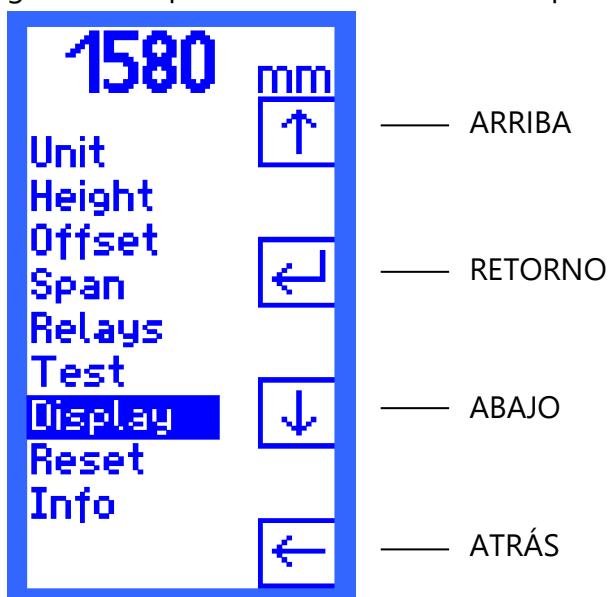 1580 mm
ARRIBA
Unit
Height
Offset
Span
RETORNO
Relays
Test
Display
ABAJO
Reset
Info
ATRÁS